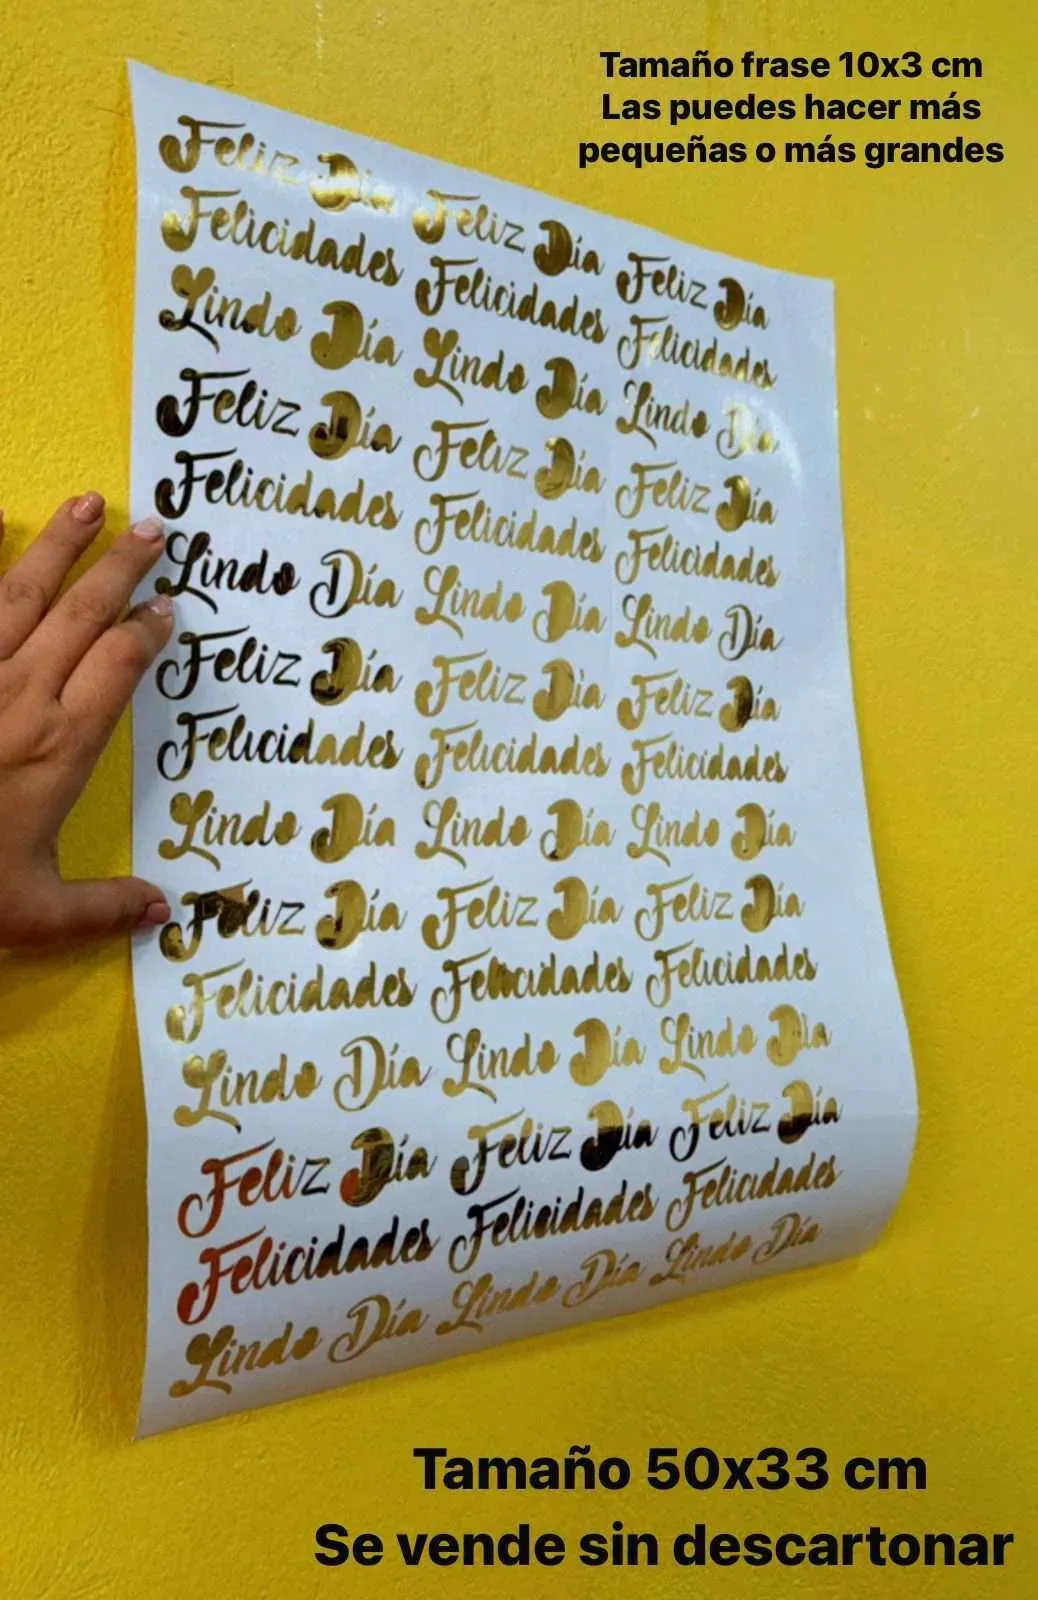 Tamaño frase 10x3 cm
Las puedes hacer más
pequeñas o más grandes
Feliz Día Feliz Día Feliz Día
Felicidades Felicidades Felicidades
Lindo Día Lindo Día Lindo Día
Feliz Día Feliz Día Feliz Día
Felicidades Felicidades Felicidades
Lindo Día Lindo Día Lindo Día
Feliz Día Feliz Día Feliz Día
Felicidades Felicidades Felicidades
Lindo Día Lindo Día Lindo Día
Feliz Día Feliz Día Feliz Día
Felicidades Felicidades Felicidades
Lindo Día Lindo Día Lindo Día
Feliz Día Feliz Día Feliz Día
Felicidades Felicidades Felicidades
Lindo Día Lindo Día Lindo Día
Tamaño 50x33 cm
Se vende sin descartonar